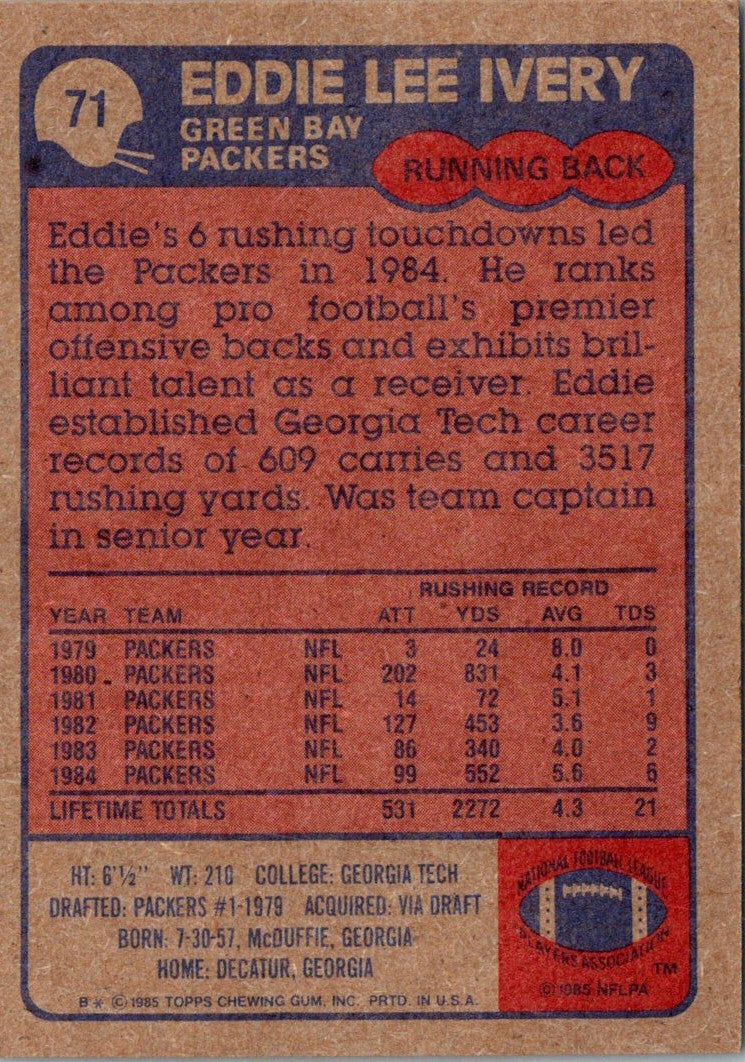 71
EDDIE LEE IVERY
GREEN BAY
PACKERS
RUNNING BACK
Eddie's 6 rushing touchdowns led
the Packers in 1984. He ranks
among pro football's premier
offensive backs and exhibits bril-
liant talent as a receiver. Eddie
established Georgia Tech career
records of 609 carries and 3517
rushing yards. Was team captain
in senior year.
RUSHING RECORD
YEAR TEAM ATT YDS AVG TDS
1979 PACKERS NFL 3 24 8.0 0
1980 PACKERS NFL 202 831 4.1 3
1981 PACKERS NFL 14 72 5.1 1
1982 PACKERS NFL 127 453 3.6 9
1983 PACKERS NFL 86 340 4.0 2
1984 PACKERS NFL 99 552 5.6 6
LIFETIME TOTALS 531 2272 4.3 21
HT: 6'½" WT: 210 COLLEGE: GEORGIA TECH
DRAFTED: PACKERS #1-1979 ACQUIRED: VIA DRAFT
BORN: 7-30-57, McDUFFIE, GEORGIA
HOME: DECATUR, GEORGIA
B* © 1985 TOPPS CHEWING GUM, INC. PRTD. IN U.S.A.
NATIONAL FOOTBALL LEAGUE
PLAYERS ASSOCIATION
TM
© 1985 NFLPA